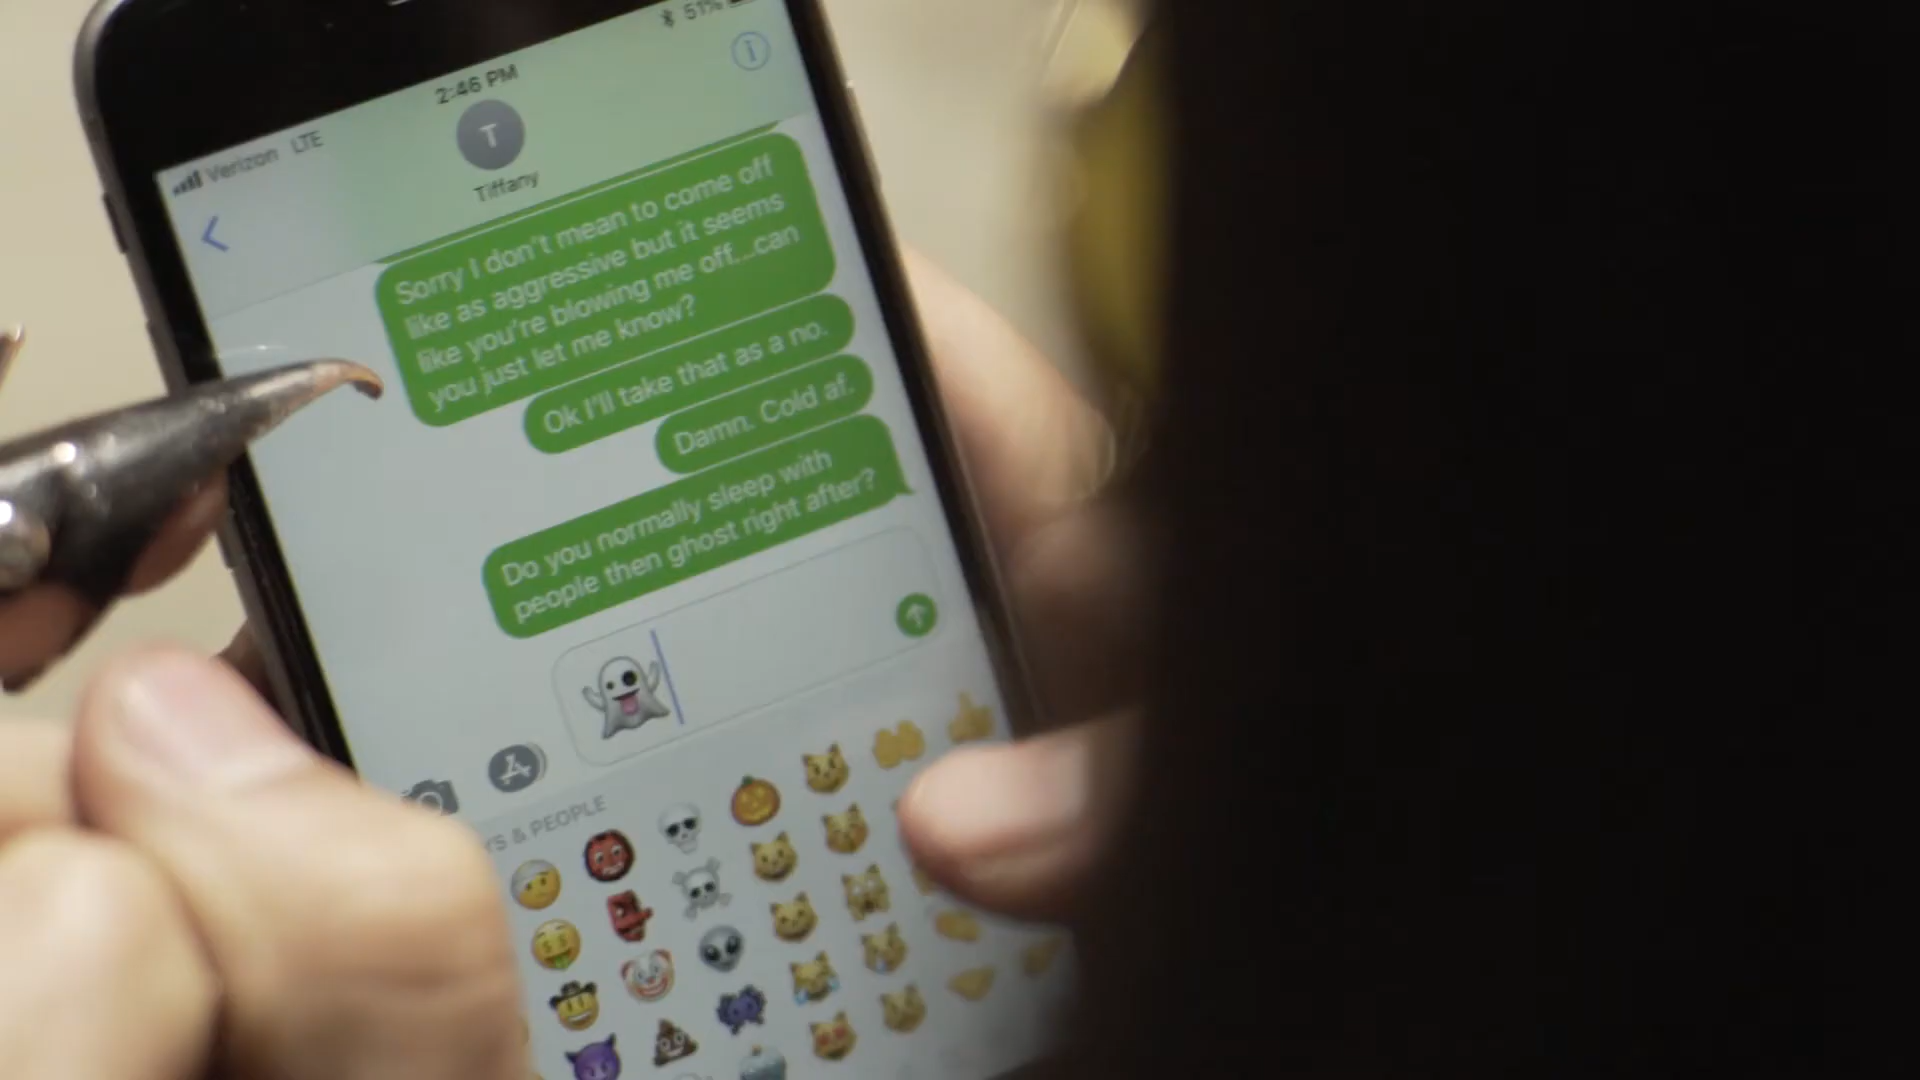 51%
2:46 PM
Verizon LTE
T
Tiffany
Sorry I don't mean to come off
like as aggressive but it seems
like you're blowing me off...can
you just let me know?
Ok I'll take that as a no.
Damn. Cold af.
Do you normally sleep with
people then ghost right after?
YS & PEOPLE